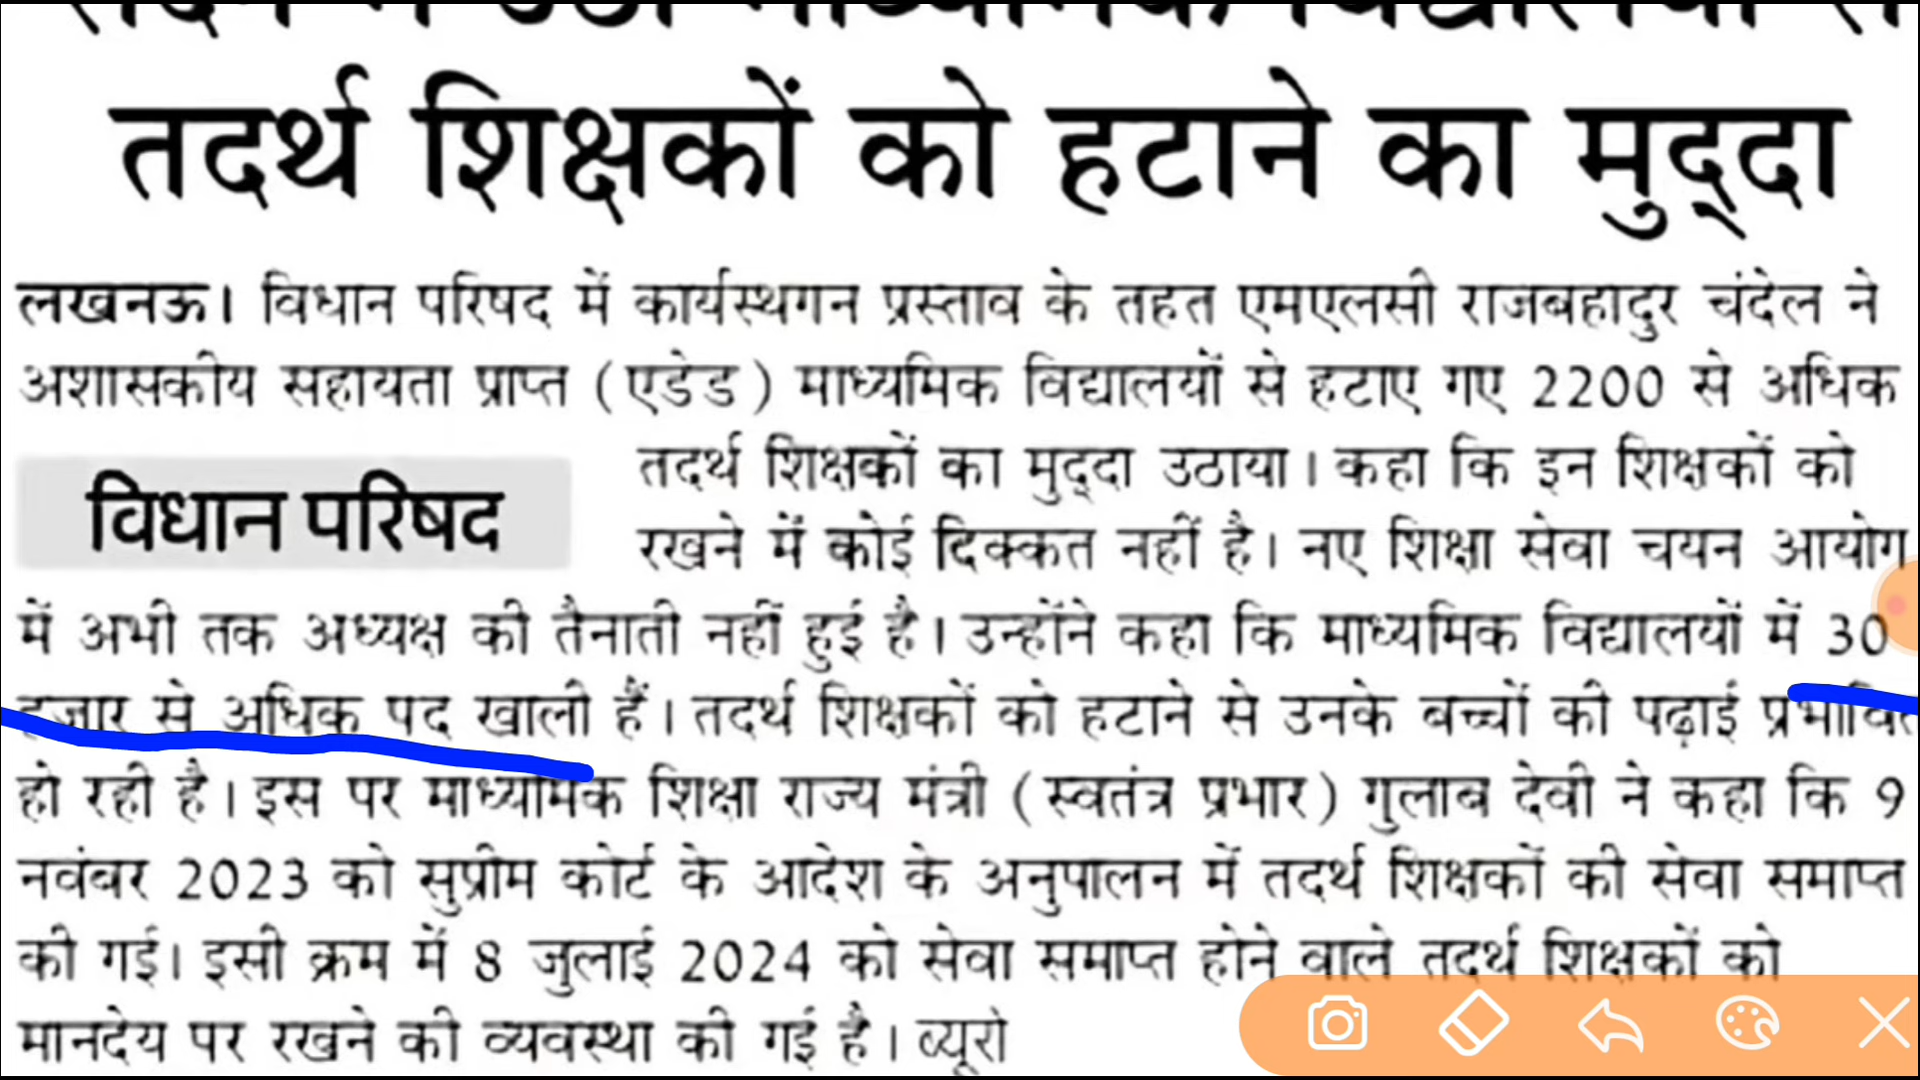 सदन में उठा माध्यमिक विद्यालयों से
तदर्थ शिक्षकों को हटाने का मुद्दा
लखनऊ। विधान परिषद में कार्यस्थगन प्रस्ताव के तहत एमएलसी राजबहादुर चंदेल ने
अशासकीय सहायता प्राप्त (एडेड) माध्यमिक विद्यालयों से हटाए गए 2200 से अधिक
तदर्थ शिक्षकों का मुद्दा उठाया। कहा कि इन शिक्षकों को
विधान परिषद
रखने में कोई दिक्कत नहीं है। नए शिक्षा सेवा चयन आयोग
में अभी तक अध्यक्ष की तैनाती नहीं हुई है। उन्होंने कहा कि माध्यमिक विद्यालयों में 30
हजार से अधिक पद खाली हैं। तदर्थ शिक्षकों को हटाने से उनके बच्चों की पढ़ाई प्रभावित
हो रही है। इस पर माध्यमिक शिक्षा राज्य मंत्री (स्वतंत्र प्रभार) गुलाब देवी ने कहा कि 9
नवंबर 2023 को सुप्रीम कोर्ट के आदेश के अनुपालन में तदर्थ शिक्षकों की सेवा समाप्त
की गई। इसी क्रम में 8 जुलाई 2024 को सेवा समाप्त होने वाले तदर्थ शिक्षकों को
मानदेय पर रखने की व्यवस्था की गई है। ब्यूरो